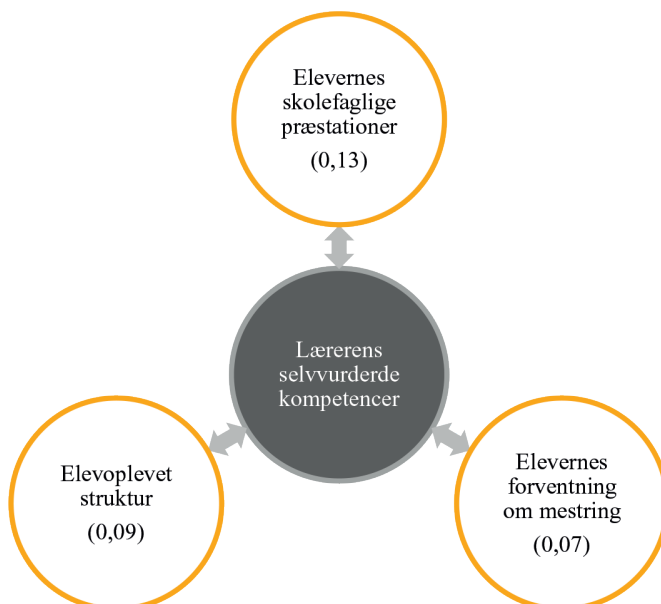 Elevernes
skolefaglige
præstationer
(0,13)
Lærerens
selvvurderde
kompetencer
Elevoplevet
struktur
(0,09)
Elevernes
forventning
om mestring
(0,07)